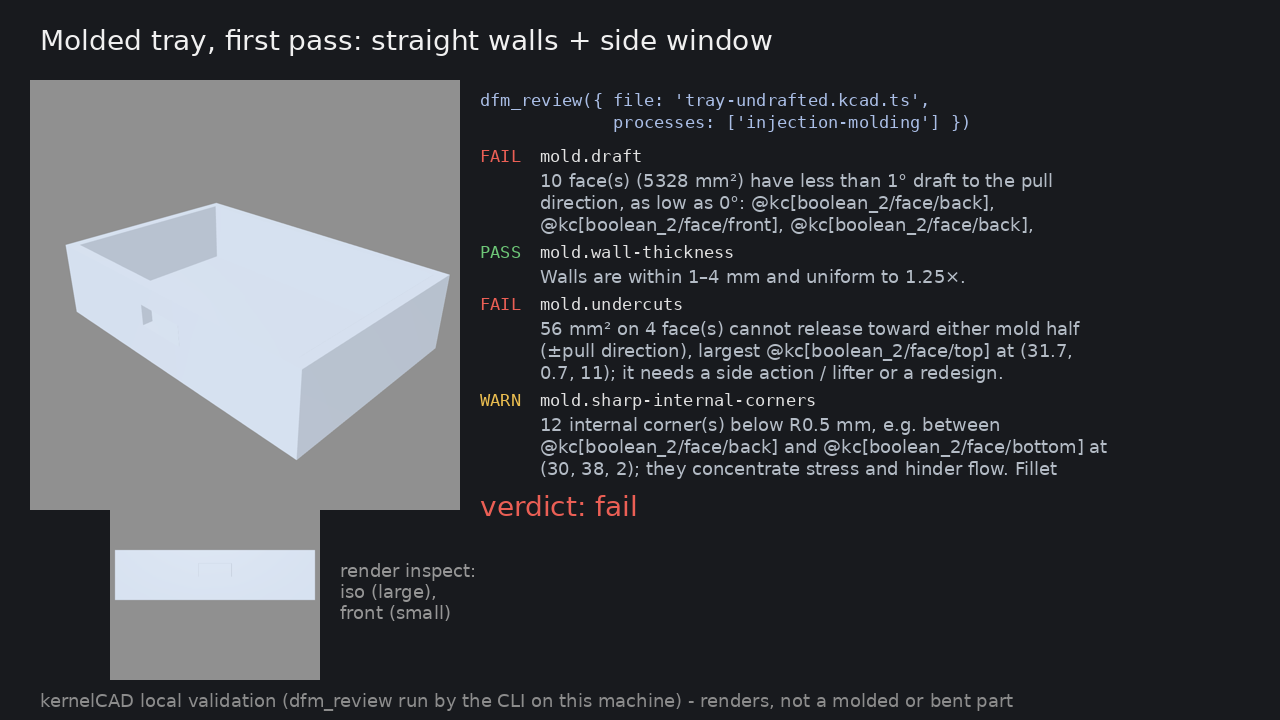 Molded tray, first pass: straight walls + side window
dfm_review({ file: 'tray-undrafted.kcad.ts',
processes: ['injection-molding'] })
FAIL mold.draft
10 face(s) (5328 mm²) have less than 1° draft to the pull
direction, as low as 0°: @kc[boolean_2/face/back],
@kc[boolean_2/face/front], @kc[boolean_2/face/back],
PASS mold.wall-thickness
Walls are within 1–4 mm and uniform to 1.25×.
FAIL mold.undercuts
56 mm² on 4 face(s) cannot release toward either mold half
(±pull direction), largest @kc[boolean_2/face/top] at (31.7,
0.7, 11); it needs a side action / lifter or a redesign.
WARN mold.sharp-internal-corners
12 internal corner(s) below R0.5 mm, e.g. between
@kc[boolean_2/face/back] and @kc[boolean_2/face/bottom] at
(30, 38, 2); they concentrate stress and hinder flow. Fillet
verdict: fail
render inspect:
iso (large),
front (small)
kernelCAD local validation (dfm_review run by the CLI on this machine) - renders, not a molded or bent part